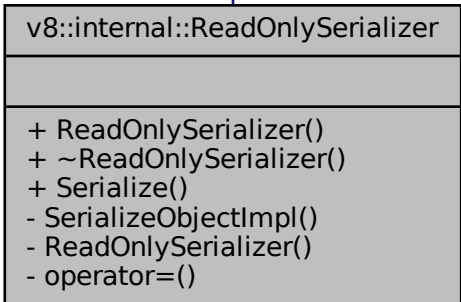 v8::internal::ReadOnlySerializer
+ ReadOnlySerializer()
+ ~ReadOnlySerializer()
+ Serialize()
- SerializeObjectImpl()
- ReadOnlySerializer()
- operator=()